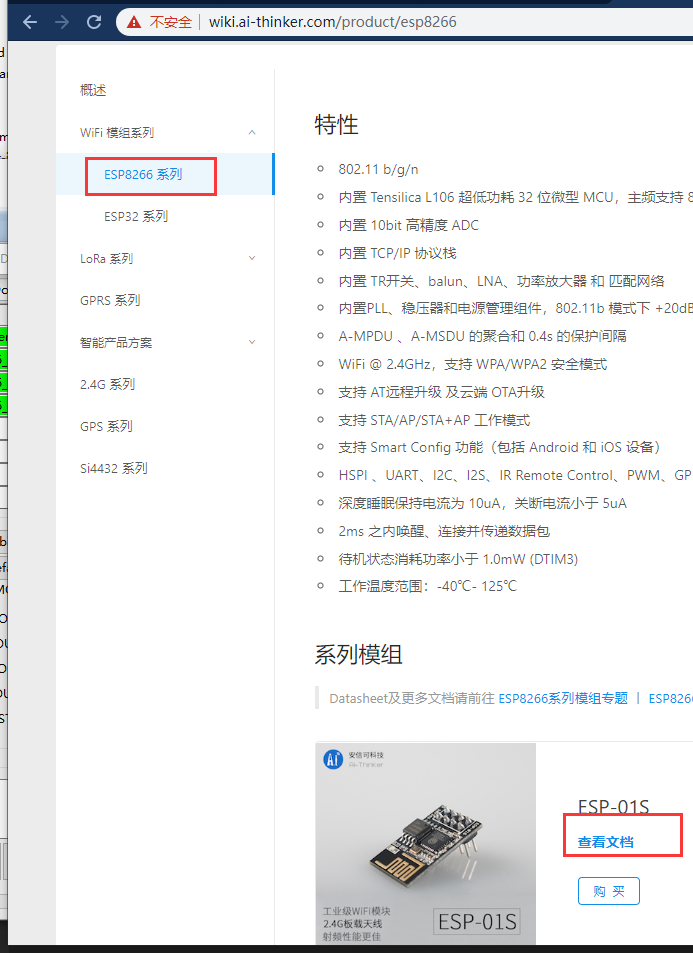 不安全 wiki.ai-thinker.com/product/esp8266
概述
WiFi 模组系列
ESP8266 系列
ESP32 系列
LoRa 系列
GPRS 系列
智能产品方案
2.4G 系列
GPS 系列
Si4432 系列
特性
802.11 b/g/n
内置 Tensilica L106 超低功耗 32 位微型 MCU，主频支持 8
内置 10bit 高精度 ADC
内置 TCP/IP 协议栈
内置 TR开关、balun、LNA、功率放大器 和 匹配网络
内置PLL、稳压器和电源管理组件，802.11b 模式下 +20dB
A-MPDU 、A-MSDU 的聚合和 0.4s 的保护间隔
WiFi @ 2.4GHz，支持 WPA/WPA2 安全模式
支持 AT远程升级 及云端 OTA升级
支持 STA/AP/STA+AP 工作模式
支持 Smart Config 功能（包括 Android 和 iOS 设备）
HSPI 、UART、I2C、I2S、IR Remote Control、PWM、GP
深度睡眠保持电流为 10uA，关断电流小于 5uA
2ms 之内唤醒、连接并传递数据包
待机状态消耗功率小于 1.0mW (DTIM3)
工作温度范围：-40℃- 125℃
系列模组
Datasheet及更多文档请前往 ESP8266系列模组专题 | ESP826
安信可科技
Ai-Thinker
工业级WIFI模块
2.4G板载天线
射频性能更佳
ESP-01S
ESP-01S
查看文档
购 买